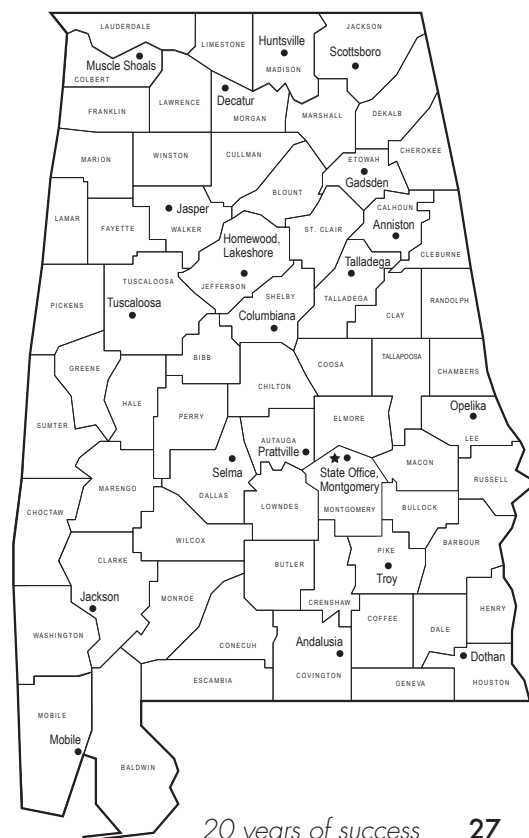 LAUDERDALE
LIMESTONE
Huntsville
MADISON
JACKSON
Scottsboro
Muscle Shoals
COLBERT
Decatur
FRANKLIN
LAWRENCE
MORGAN
MARSHALL
DEKALB
CHEROKEE
MARION
WINSTON
CULLMAN
ETOWAH
Gadsden
BLOUNT
LAMAR
FAYETTE
Jasper
WALKER
ST. CLAIR
CALHOUN
Anniston
CLEBURNE
Homewood,
Lakeshore
JEFFERSON
Talladega
TALLADEGA
TUSCALOOSA
Tuscaloosa
PICKENS
SHELBY
Columbiana
CLAY
RANDOLPH
BIBB
GREENE
HALE
SUMTER
CHILTON
COOSA
TALLAPOOSA
CHAMBERS
PERRY
AUTAUGA
Prattville
ELMORE
Opelika
LEE
MACON
RUSSELL
Selma
DALLAS
State Office,
Montgomery
MONTGOMERY
MARENGO
LOWNDES
BULLOCK
CHOCTAW
WILCOX
BUTLER
PIKE
Troy
BARBOUR
CLARKE
Jackson
MONROE
CRENSHAW
COFFEE
DALE
HENRY
WASHINGTON
CONECUH
Andalusia
COVINGTON
Dothan
HOUSTON
ESCAMBIA
GENEVA
MOBILE
Mobile
BALDWIN
20 years of success 27